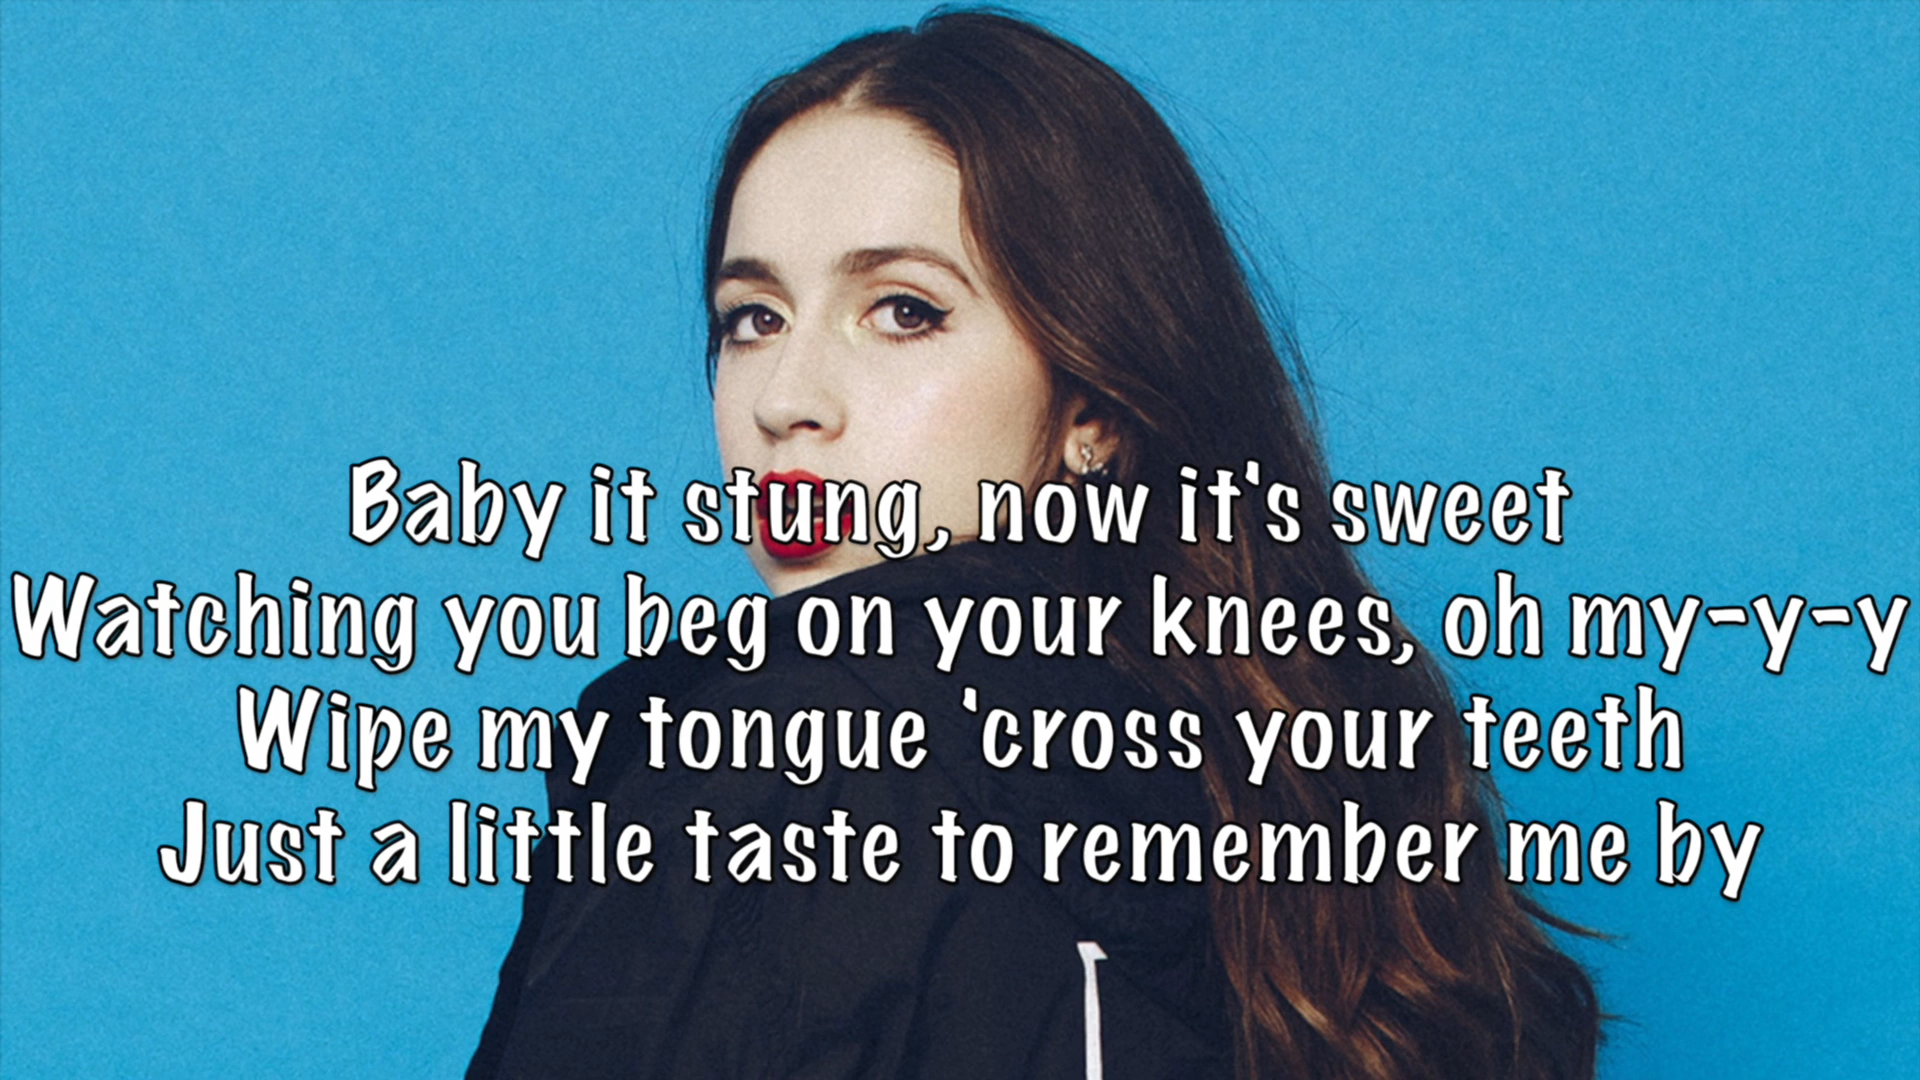 Baby it stung, now it's sweet
Watching you beg on your knees, oh my-y-y
Wipe my tongue 'cross your teeth
Just a little taste to remember me by